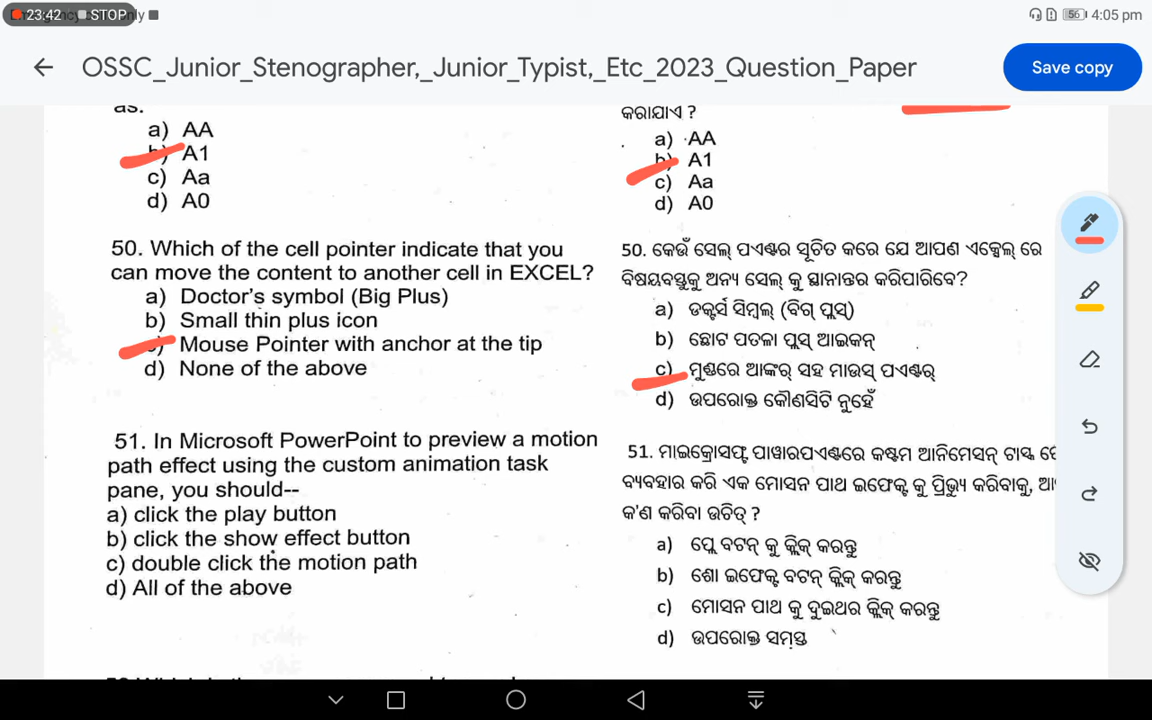 23:42 STOP ly 56 4:05 pm
OSSC_Junior_Stenographer,_Junior_Typist,_Etc_2023_Question_Paper
Save copy
as.
a) AA
b) A1
c) Aa
d) A0
50. Which of the cell pointer indicate that you
can move the content to another cell in EXCEL?
a) Doctor's symbol (Big Plus)
b) Small thin plus icon
c) Mouse Pointer with anchor at the tip
d) None of the above
51. In Microsoft PowerPoint to preview a motion
path effect using the custom animation task
pane, you should--
a) click the play button
b) click the show effect button
c) double click the motion path
d) All of the above
କରାଯାଏ ?
a) AA
b) A1
c) Aa
d) A0
50. କେଉଁ ସେଲ୍ ପଏଣ୍ଟର ସୂଚିତ କରେ ଯେ ଆପଣ ଏକ୍ସେଲ୍ ରେ
ବିଷୟବସ୍ତୁକୁ ଅନ୍ୟ ସେଲ୍ କୁ ସ୍ଥାନାନ୍ତର କରିପାରିବେ?
a) ଡକ୍ଟର୍ସ ସିମ୍ବଲ୍ (ବିଗ୍ ପ୍ଲସ୍)
b) ଛୋଟ ପତଳା ପ୍ଲସ୍ ଆଇକନ୍
c) ମୁଣ୍ଡରେ ଆଙ୍କର୍ ସହ ମାଉସ୍ ପଏଣ୍ଟର୍
d) ଉପରୋକ୍ତ କୌଣସିଟି ନୁହେଁ
51. ମାଇକ୍ରୋସଫ୍ଟ ପାୱାରପଏଣ୍ଟରେ କଷ୍ଟମ ଆନିମେସନ୍ ଟାସ୍କ
ବ୍ୟବହାର କରି ଏକ ମୋସନ ପାଥ ଇଫେକ୍ଟ କୁ ପ୍ରିଭ୍ୟୁ କରିବାକୁ, ଆ
କ'ଣ କରିବା ଉଚିତ୍ ?
a) ପ୍ଲେ ବଟନ୍ କୁ କ୍ଲିକ୍ କରନ୍ତୁ
b) ଶୋ ଇଫେକ୍ଟ ବଟନ୍ କ୍ଲିକ୍ କରନ୍ତୁ
c) ମୋସନ ପାଥ କୁ ଦୁଇଥର କ୍ଲିକ୍ କରନ୍ତୁ
d) ଉପରୋକ୍ତ ସମସ୍ତ